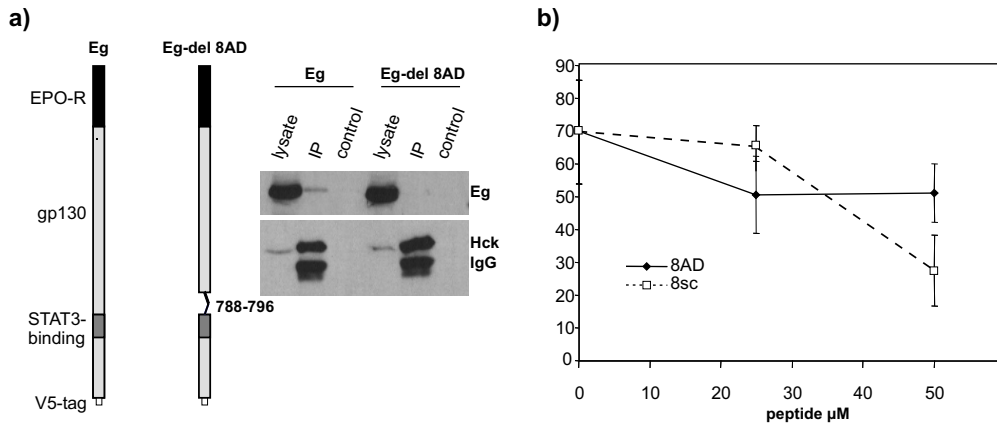 a)
Eg
Eg-del 8AD
EPO-R
gp130
STAT3-
binding
V5-tag
788-796
Eg
Eg-del 8AD
lysate
IP
control
lysate
IP
control
Eg
Hck
IgG
b)
90
80
70
60
50
40
30
20
10
0
0
10
20
30
40
50
peptide µM
8AD
8sc